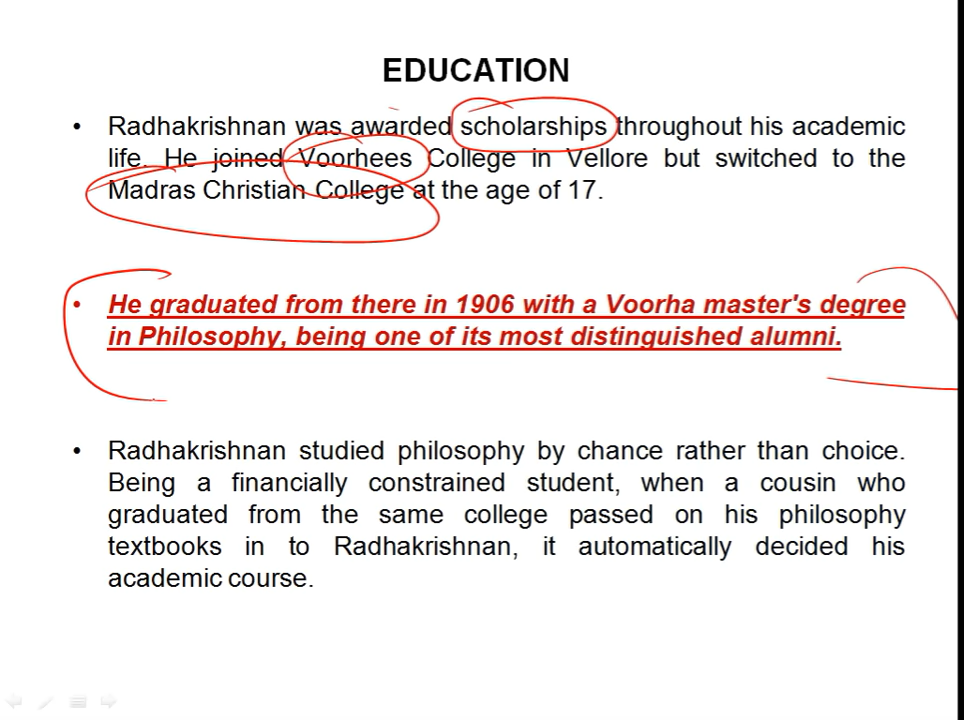 EDUCATION
• Radhakrishnan was awarded scholarships throughout his academic
life. He joined Voorhees College in Vellore but switched to the
Madras Christian College at the age of 17.
• He graduated from there in 1906 with a Voorha master's degree
in Philosophy, being one of its most distinguished alumni.
• Radhakrishnan studied philosophy by chance rather than choice.
Being a financially constrained student, when a cousin who
graduated from the same college passed on his philosophy
textbooks in to Radhakrishnan, it automatically decided his
academic course.